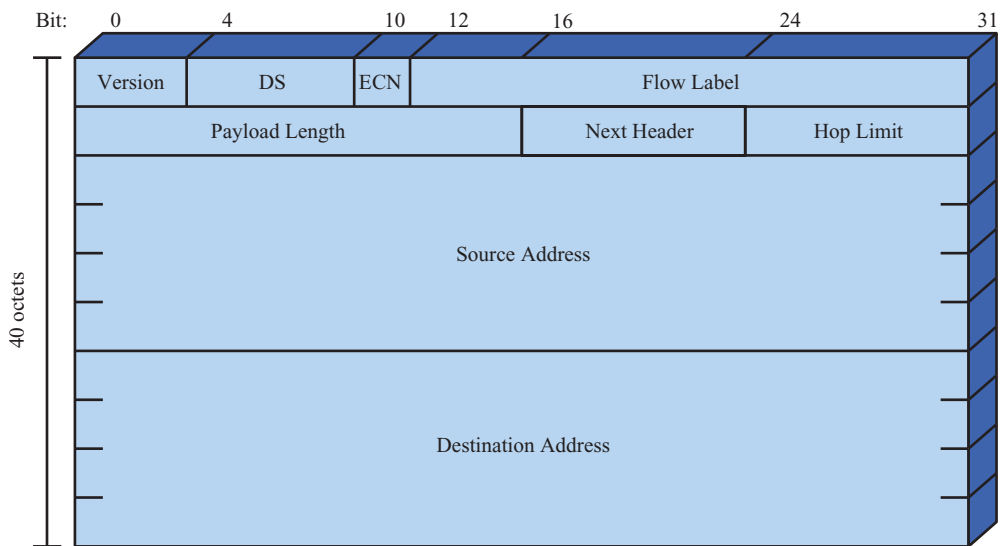 Bit: 0 4 10 12 16 24 31
Version DS ECN Flow Label
Payload Length Next Header Hop Limit
Source Address
40 octets
Destination Address